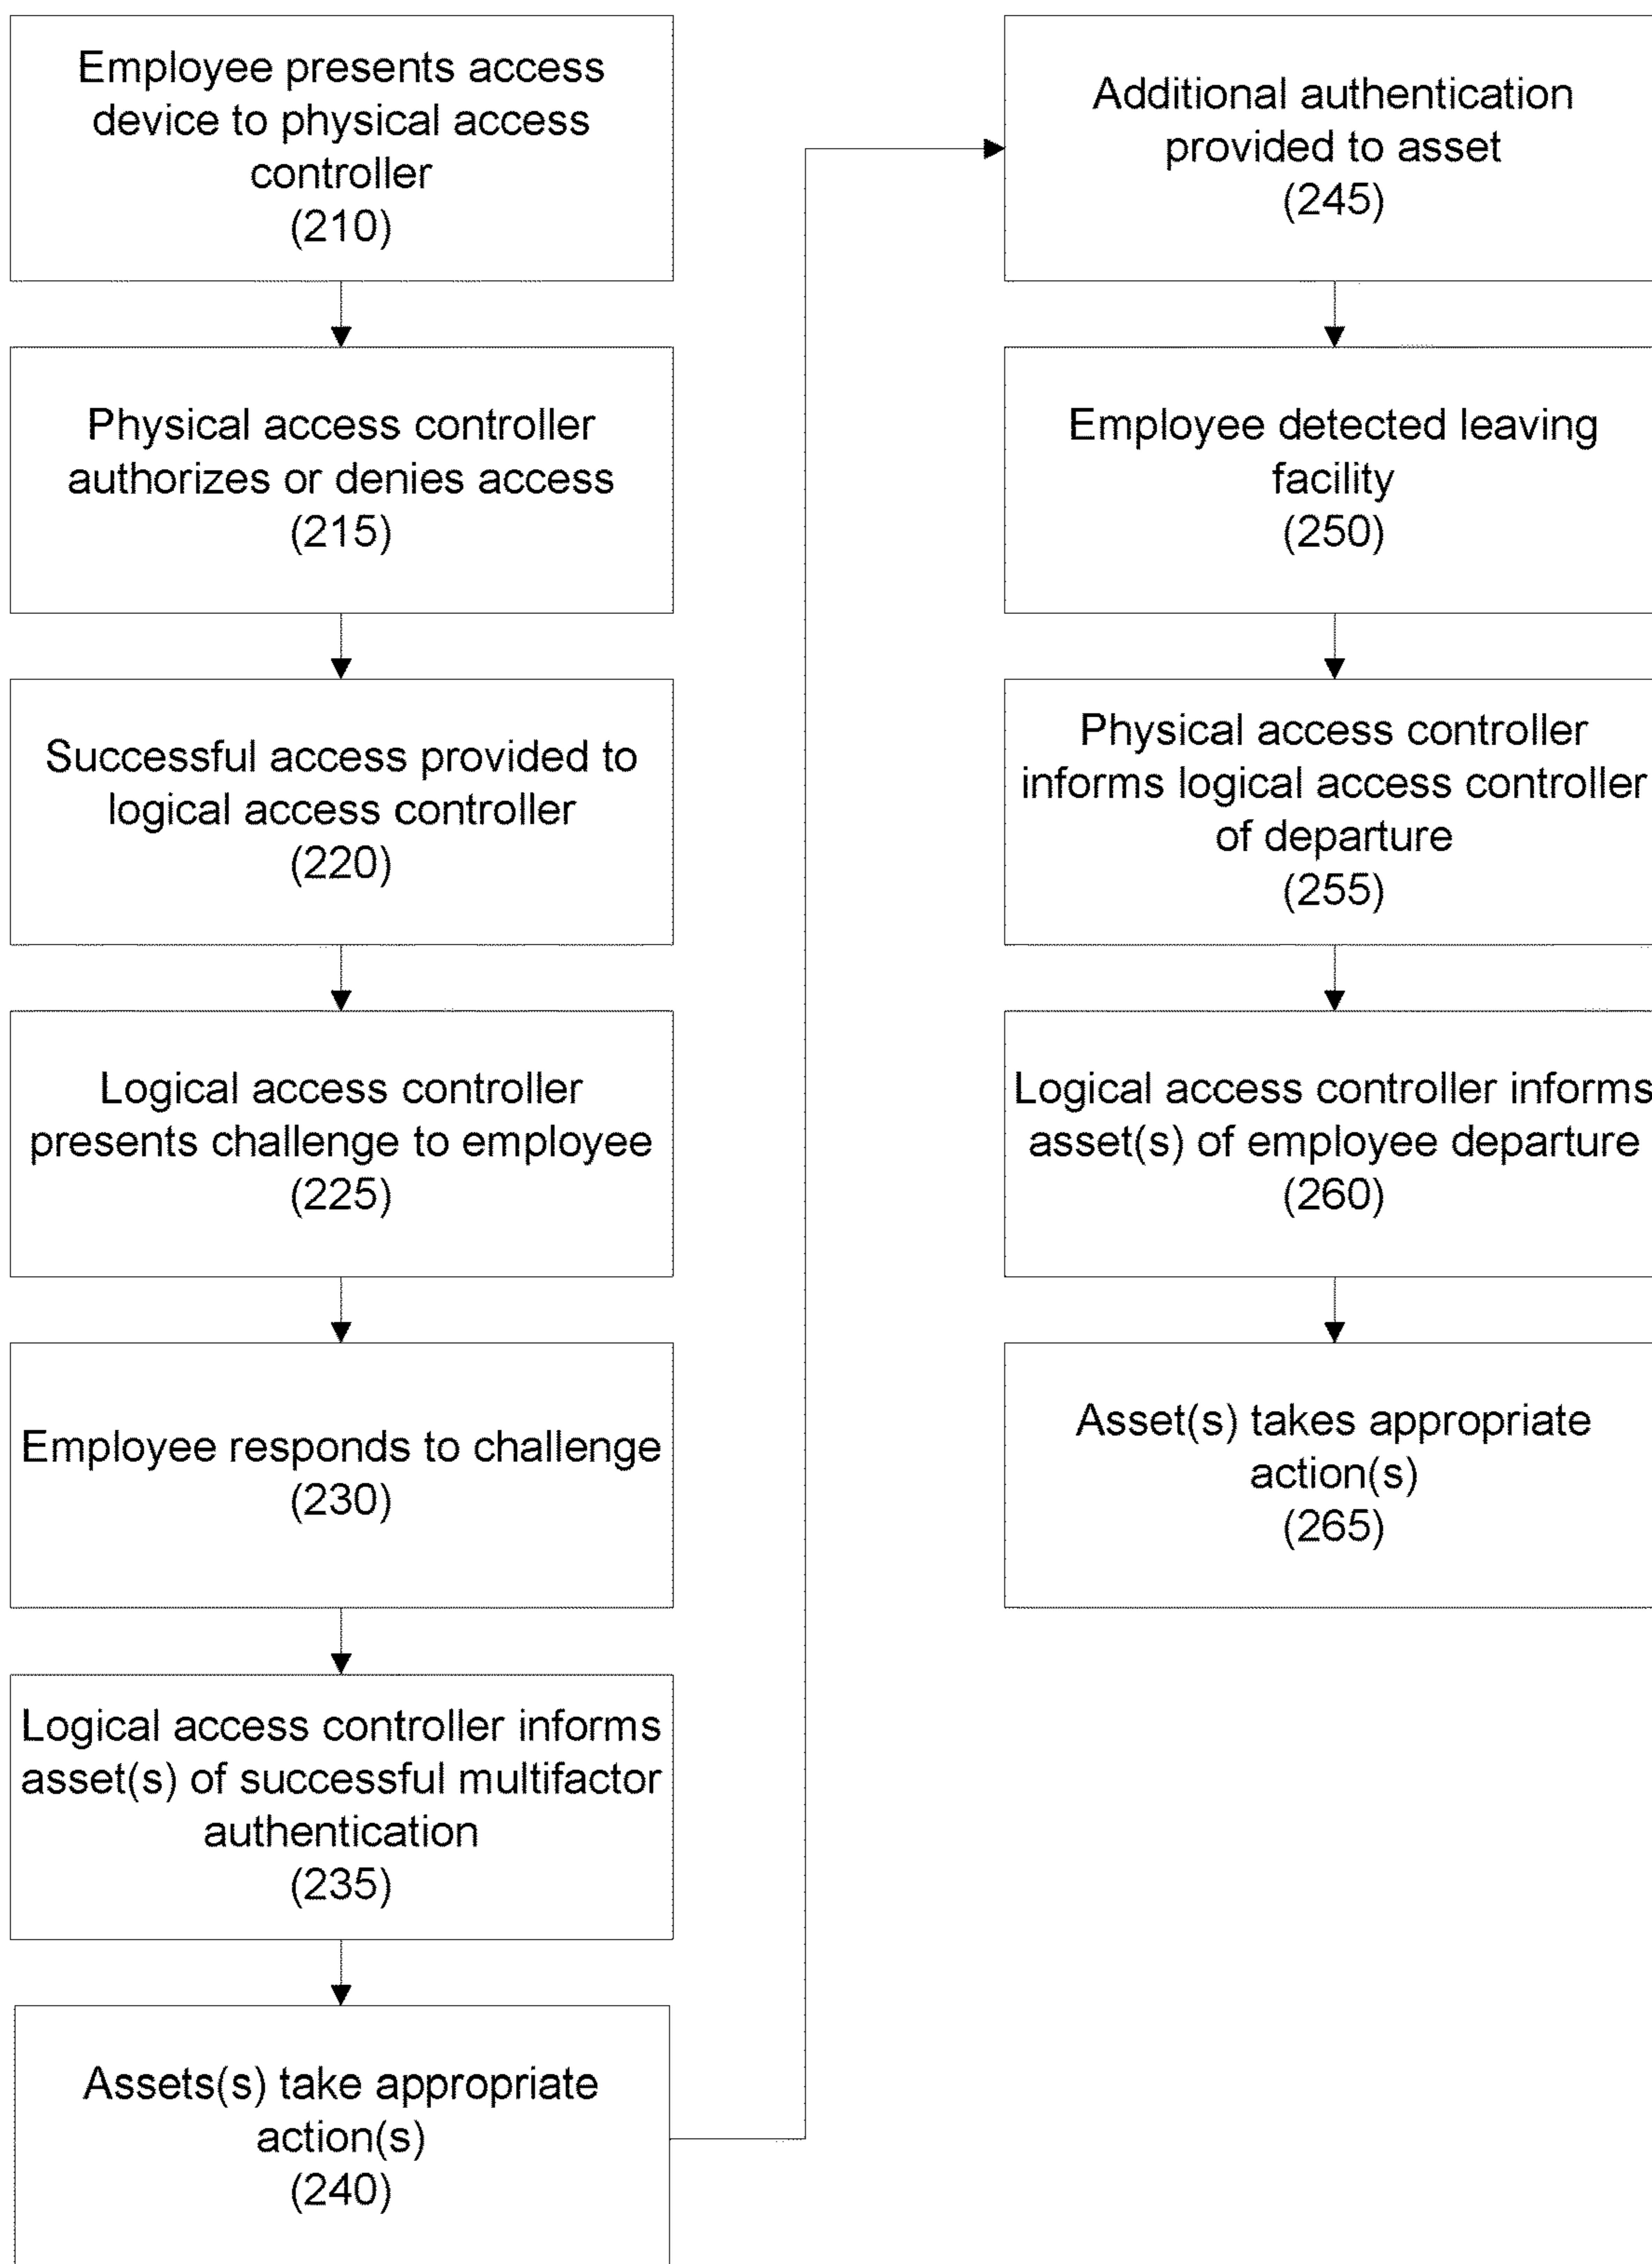 Employee presents access
device to physical access
controller
(210)
Physical access controller
authorizes or denies access
(215)
Successful access provided to
logical access controller
(220)
Logical access controller
presents challenge to employee
(225)
Employee responds to challenge
(230)
Logical access controller informs
asset(s) of successful multifactor
authentication
(235)
Assets(s) take appropriate
action(s)
(240)
Additional authentication
provided to asset
(245)
Employee detected leaving
facility
(250)
Physical access controller
informs logical access controller
of departure
(255)
Logical access controller informs
asset(s) of employee departure
(260)
Asset(s) takes appropriate
action(s)
(265)